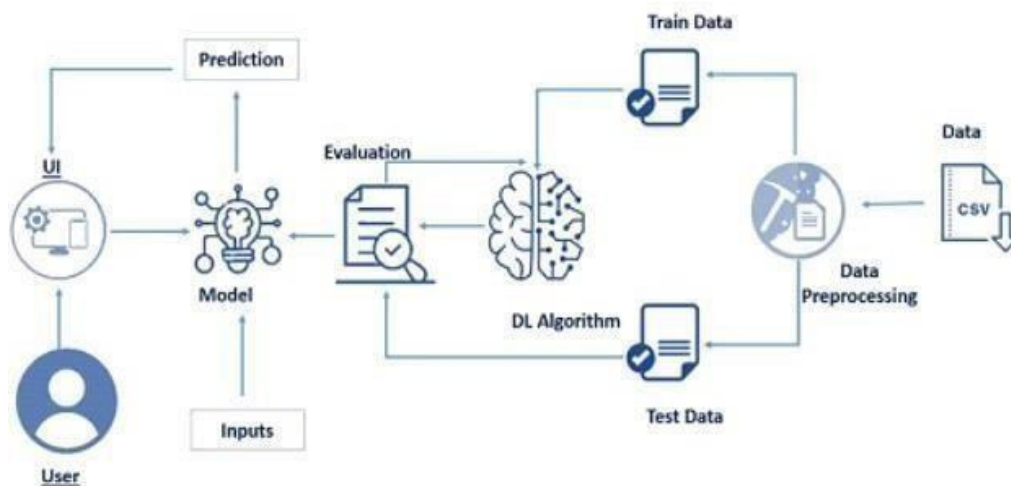 Train Data
Prediction
Data
Evaluation
UI
CSV
Model
Data
Preprocessing
DL Algorithm
Inputs
Test Data
User